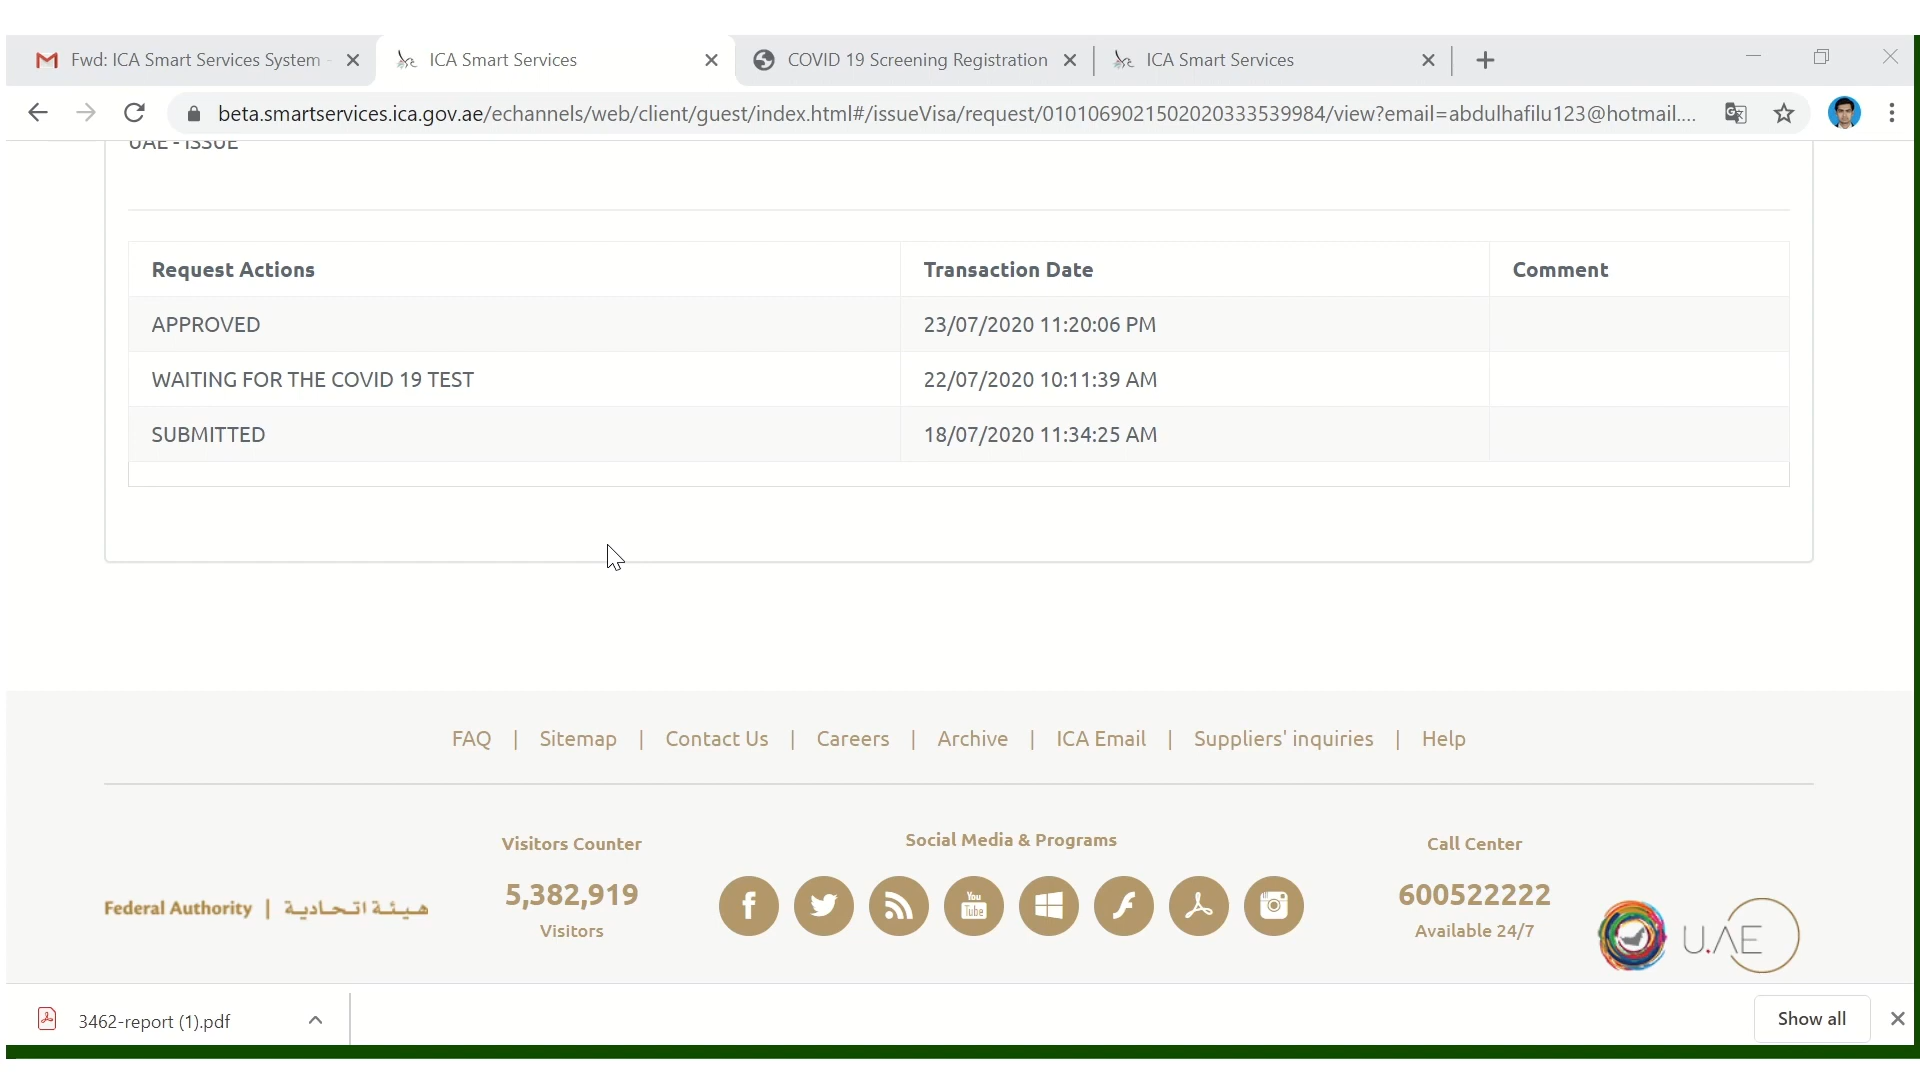 Fwd: ICA Smart Services System
ICA Smart Services
COVID 19 Screening Registration
ICA Smart Services
beta.smartservices.ica.gov.ae/echannels/web/client/guest/index.html#/issueVisa/request/0101069021502020333539984/view?email=abdulhafilu123@hotmail....
UAE - ISSUE
Request Actions Transaction Date Comment
APPROVED 23/07/2020 11:20:06 PM
WAITING FOR THE COVID 19 TEST 22/07/2020 10:11:39 AM
SUBMITTED 18/07/2020 11:34:25 AM
FAQ | Sitemap | Contact Us | Careers | Archive | ICA Email | Suppliers' inquiries | Help
Visitors Counter
5,382,919
Visitors
Social Media & Programs
You
Tube
Call Center
600522222
Available 24/7
Federal Authority | هيئة اتحادية
U.AE
3462-report (1).pdf
Show all